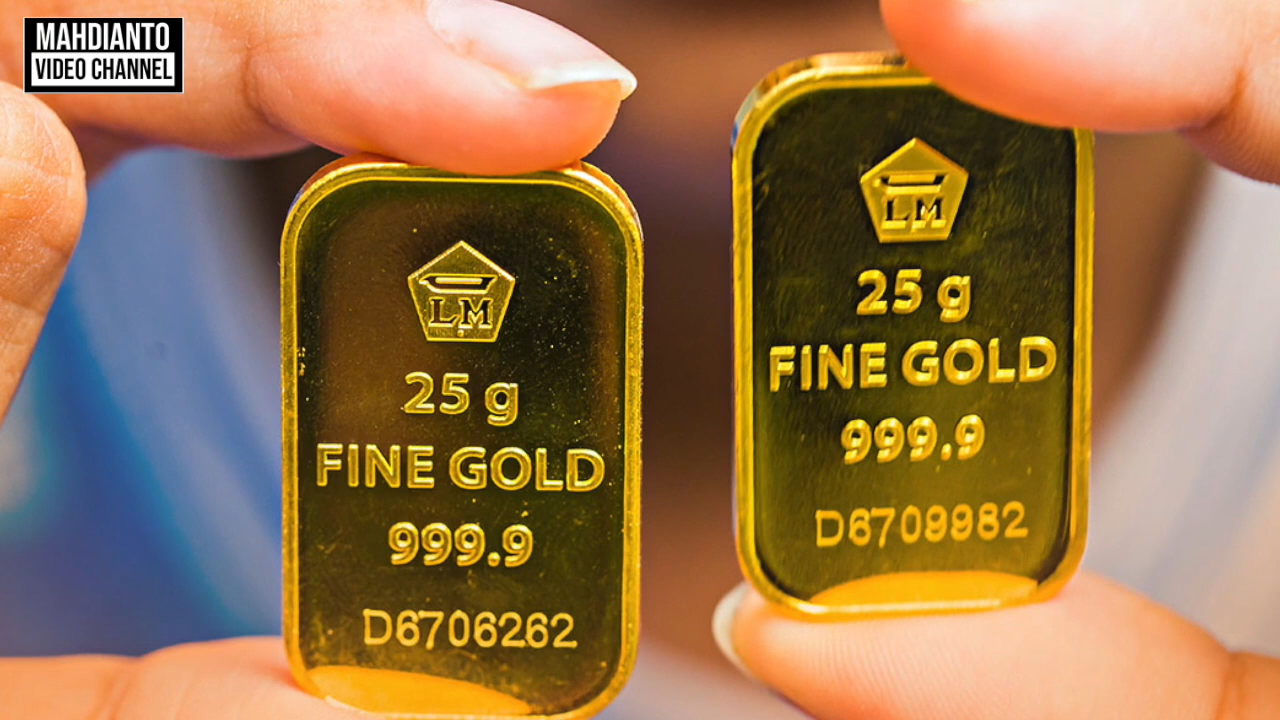 MAHDIANTO
VIDEO CHANNEL
LM
25 g
FINE GOLD
999.9
D6706262
LM
25 g
FINE GOLD
999.9
D6709982